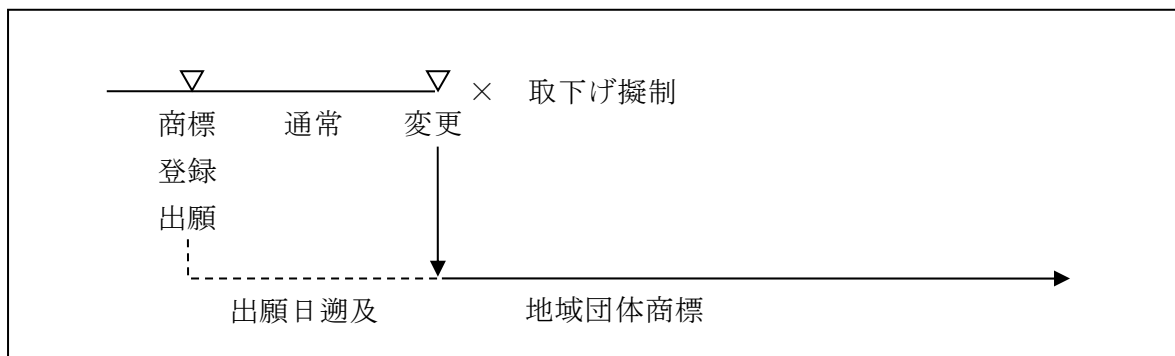 × 取下げ擬制
商標 通常 変更
登録
出願
出願日遡及 地域団体商標